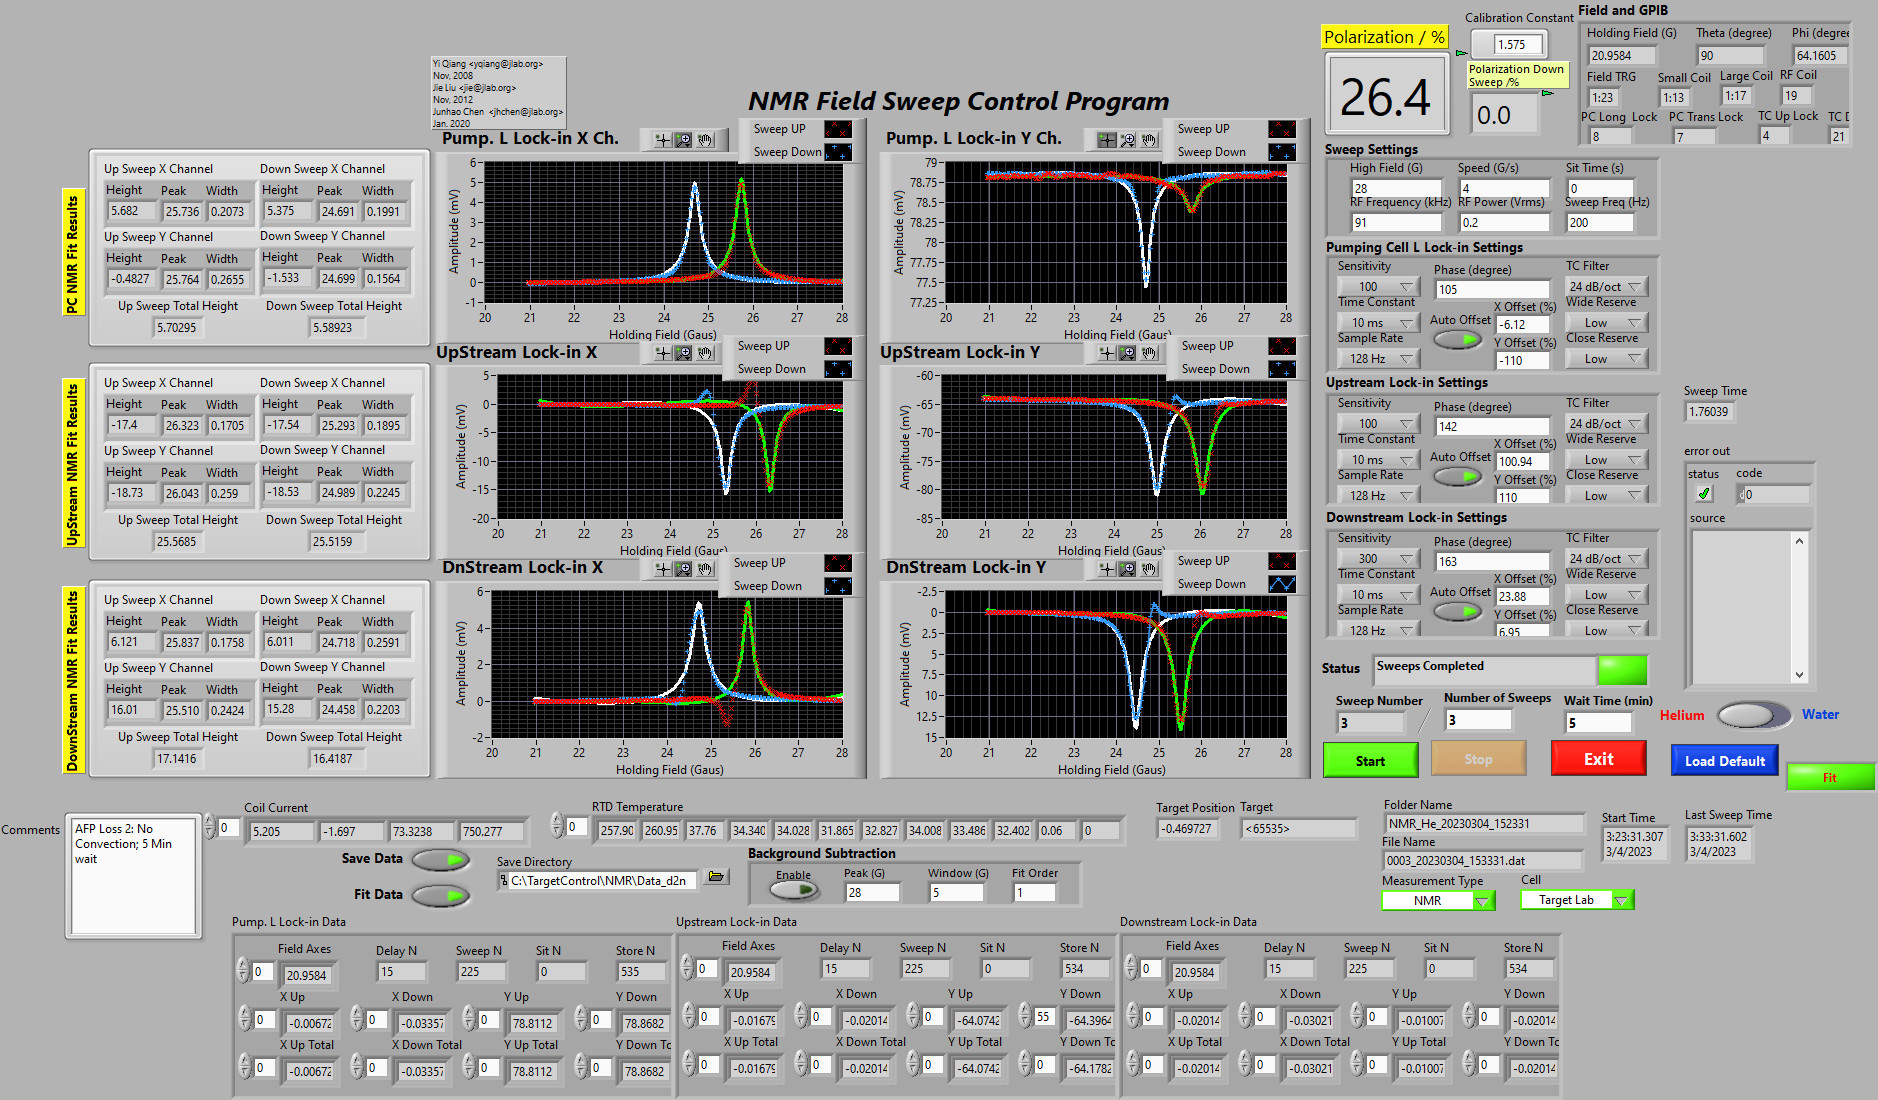 Polarization / %
26.4
Calibration Constant
1.575
Polarization Down
Sweep /%
0.0
Field and GPIB
Holding Field (G) Theta (degree) Phi (degree
20.9584 90 64.1605
Field TRG Small Coil Large Coil RF Coil
1:23 1:13 1:17 19
PC Long Lock PC Trans Lock TC Up Lock TC D
8 7 4 21
Yi Qiang <yqiang@jlab.org>
Nov, 2008
Jie Liu <jie@jlab.org>
Nov, 2012
Junhao Chen <jhchen@jlab.org>
Jan. 2020
NMR Field Sweep Control Program
PC NMR Fit Results
Up Sweep X Channel Down Sweep X Channel
Height Peak Width Height Peak Width
5.682 25.736 0.2073 5.375 24.691 0.1991
Up Sweep Y Channel Down Sweep Y Channel
Height Peak Width Height Peak Width
-0.4827 25.764 0.2655 -1.533 24.699 0.1564
Up Sweep Total Height Down Sweep Total Height
5.70295 5.58923
Pump. L Lock-in X Ch.
Sweep UP
Sweep Down
Amplitude (mV)
6
5
4
3
2
1
0
-1
20 21 22 23 24 25 26 27 28
Holding Field (Gaus)
Pump. L Lock-in Y Ch.
Sweep UP
Sweep Down
Amplitude (mV)
79
78.75
78.5
78.25
78
77.75
77.5
77.25
20 21 22 23 24 25 26 27 28
Holding Field (Gaus)
UpStream NMR Fit Results
Up Sweep X Channel Down Sweep X Channel
Height Peak Width Height Peak Width
-17.4 26.323 0.1705 -17.54 25.293 0.1895
Up Sweep Y Channel Down Sweep Y Channel
Height Peak Width Height Peak Width
-18.73 26.043 0.259 -18.53 24.989 0.2245
Up Sweep Total Height Down Sweep Total Height
25.5685 25.5159
UpStream Lock-in X
Sweep UP
Sweep Down
Amplitude (mV)
5
0
-5
-10
-15
-20
20 21 22 23 24 25 26 27 28
Holding Field (Gaus)
UpStream Lock-in Y
Sweep UP
Sweep Down
Amplitude (mV)
-60
-65
-70
-75
-80
-85
20 21 22 23 24 25 26 27 28
Holding Field (Gaus)
DownStream NMR Fit Results
Up Sweep X Channel Down Sweep X Channel
Height Peak Width Height Peak Width
6.121 25.837 0.1758 6.011 24.718 0.2591
Up Sweep Y Channel Down Sweep Y Channel
Height Peak Width Height Peak Width
16.01 25.510 0.2424 15.28 24.458 0.2203
Up Sweep Total Height Down Sweep Total Height
17.1416 16.4187
DnStream Lock-in X
Sweep UP
Sweep Down
Amplitude (mV)
6
4
2
0
-2
20 21 22 23 24 25 26 27 28
Holding Field (Gaus)
DnStream Lock-in Y
Sweep UP
Sweep Down
Amplitude (mV)
-2.5
0
2.5
5
7.5
10
12.5
15
20 21 22 23 24 25 26 27 28
Holding Field (Gaus)
Sweep Settings
High Field (G) Speed (G/s) Sit Time (s)
28 4 0
RF Frequency (kHz) RF Power (Vrms) Sweep Freq (Hz)
91 0.2 200
Pumping Cell L Lock-in Settings
Sensitivity Phase (degree) TC Filter
100 105 24 dB/oct
Time Constant X Offset (%) Wide Reserve
10 ms Auto Offset -6.12 Low
Sample Rate Y Offset (%) Close Reserve
128 Hz -110 Low
Upstream Lock-in Settings
Sensitivity Phase (degree) TC Filter
100 142 24 dB/oct
Time Constant X Offset (%) Wide Reserve
10 ms Auto Offset 100.94 Low
Sample Rate Y Offset (%) Close Reserve
128 Hz 110 Low
Downstream Lock-in Settings
Sensitivity Phase (degree) TC Filter
300 163 24 dB/oct
Time Constant X Offset (%) Wide Reserve
10 ms Auto Offset 23.88 Low
Sample Rate Y Offset (%) Close Reserve
128 Hz 6.95 Low
Sweep Time
1.76039
error out
status code
0
source
Status Sweeps Completed
Sweep Number Number of Sweeps Wait Time (min)
3 / 3 5
Helium Water
Start Stop Exit Load Default Fit
Comments
AFP Loss 2: No
Convection; 5 Min
wait
Coil Current
0 5.205 -1.697 73.3238 750.277
RTD Temperature
0 257.90 260.95 37.76 34.340 34.028 31.865 32.827 34.008 33.486 32.402 0.06 0
Target Position Target
-0.469727 <65535>
Folder Name
NMR_He_20230304_152331
File Name
0003_20230304_153331.dat
Start Time Last Sweep Time
3:23:31.307 3:33:31.602
3/4/2023 3/4/2023
Measurement Type Cell
NMR Target Lab
Save Data
Fit Data
Save Directory
C:\TargetControl\NMR\Data_d2n
Background Subtraction
Enable Peak (G) Window (G) Fit Order
28 5 1
Pump. L Lock-in Data
Field Axes Delay N Sweep N Sit N Store N
0 20.9584 15 225 0 535
X Up X Down Y Up Y Down
0 -0.00672 0 -0.03357 0 78.8112 0 78.8682
X Up Total X Down Total Y Up Total Y Down To
0 -0.00672 0 -0.03357 0 78.8112 0 78.8682
Upstream Lock-in Data
Field Axes Delay N Sweep N Sit N Store N
0 20.9584 15 225 0 534
X Up X Down Y Up Y Down
0 -0.01679 0 -0.02014 0 -64.0742 55 -64.3964
X Up Total X Down Total Y Up Total Y Down To
0 -0.01679 0 -0.02014 0 -64.0742 0 -64.1782
Downstream Lock-in Data
Field Axes Delay N Sweep N Sit N Store N
0 20.9584 15 225 0 534
X Up X Down Y Up Y Down
0 -0.02014 0 -0.03021 0 -0.01007 0 -0.02014
X Up Total X Down Total Y Up Total Y Down To
0 -0.02014 0 -0.03021 0 -0.01007 0 -0.02014